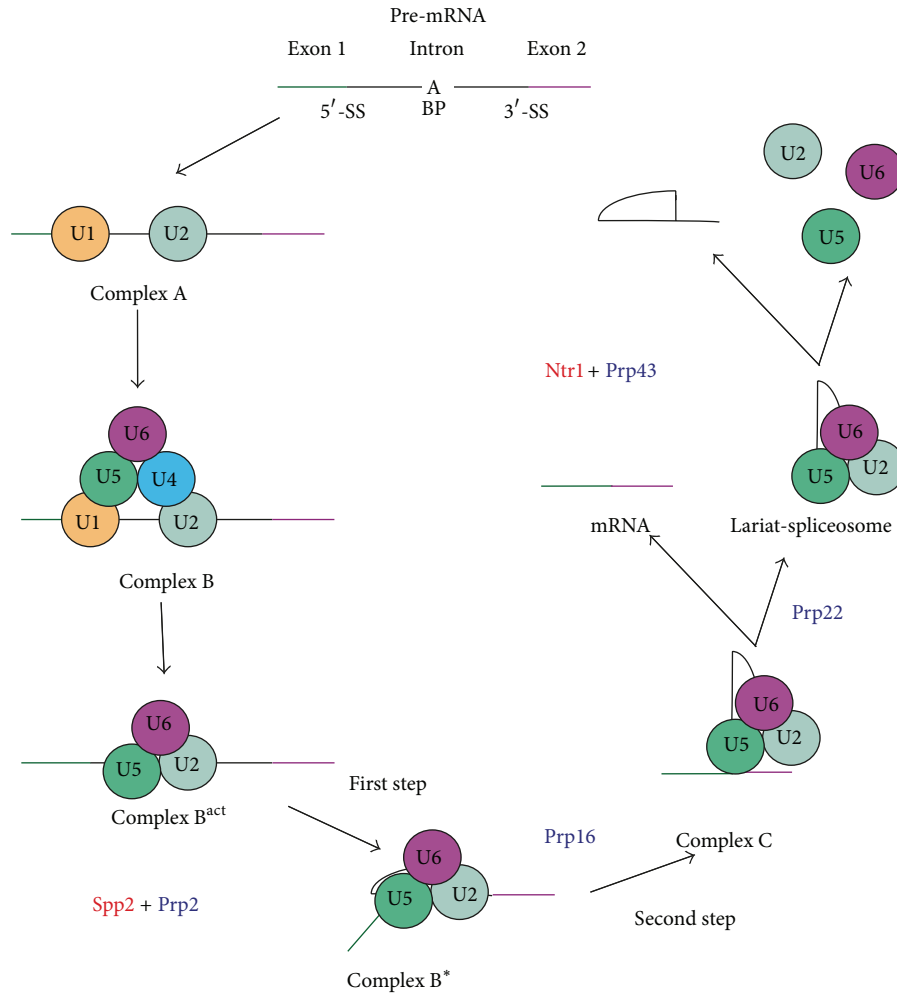 Pre-mRNA
Exon 1 Intron Exon 2
A
5′-SS BP 3′-SS
U1 U2
Complex A
U6
U5 U4
U1 U2
Complex B
U6
U5 U2
Complex B^act
First step
Spp2 + Prp2
U6
U5 U2
Complex B*
Prp16
Second step
U6
U5 U2
Complex C
Prp22
mRNA
U6
U5 U2
Lariat-spliceosome
Ntr1 + Prp43
U2
U6
U5